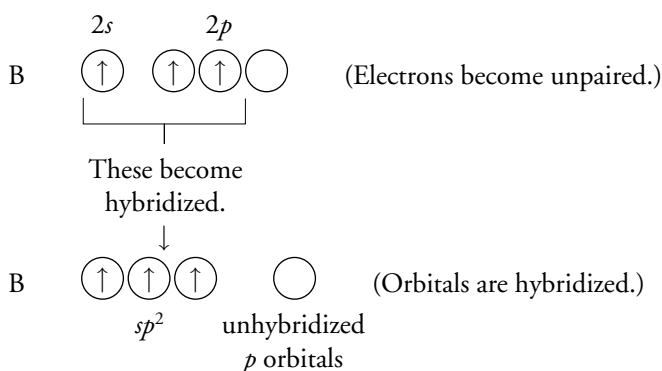 2s 2p
B ↑ ↑ ↑ (Electrons become unpaired.)
These become
hybridized.
↓
B ↑ ↑ ↑ (Orbitals are hybridized.)
sp² unhybridized
p orbitals